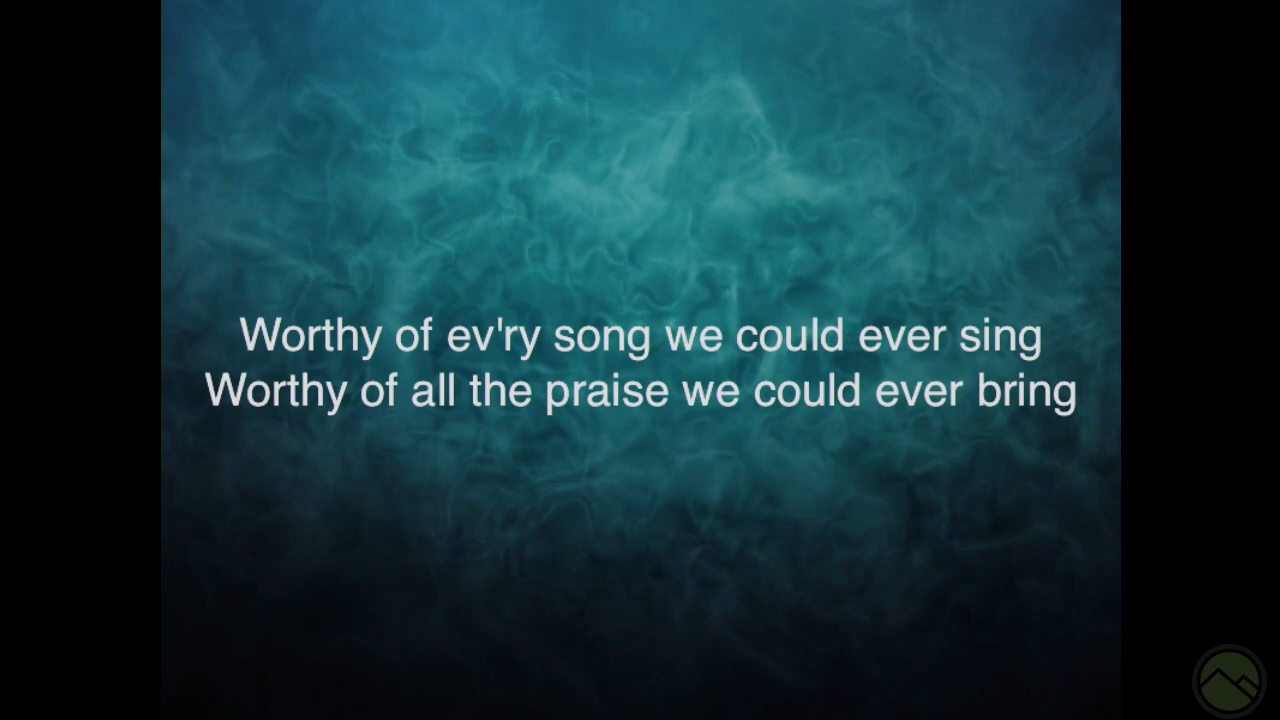 Worthy of ev'ry song we could ever sing
Worthy of all the praise we could ever bring